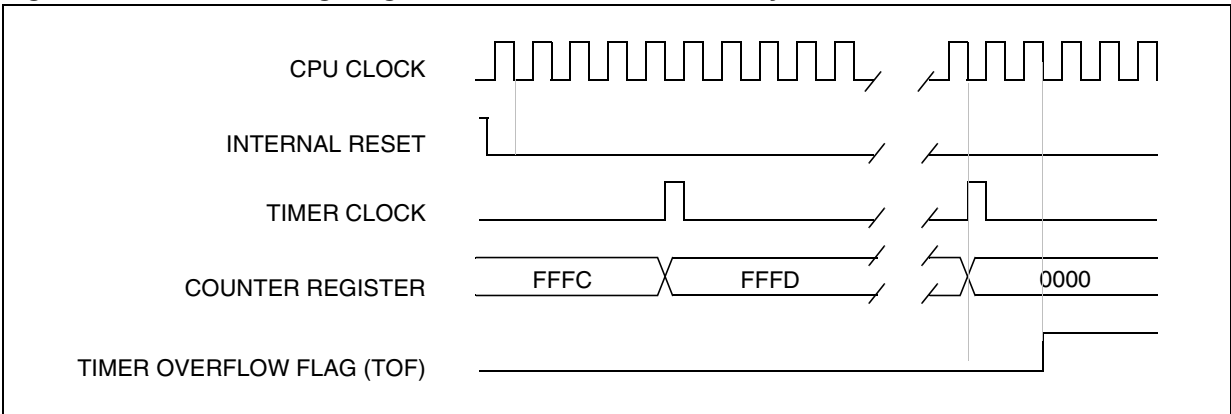 CPU CLOCK
INTERNAL RESET
TIMER CLOCK
COUNTER REGISTER FFFC FFFD 0000
TIMER OVERFLOW FLAG (TOF)